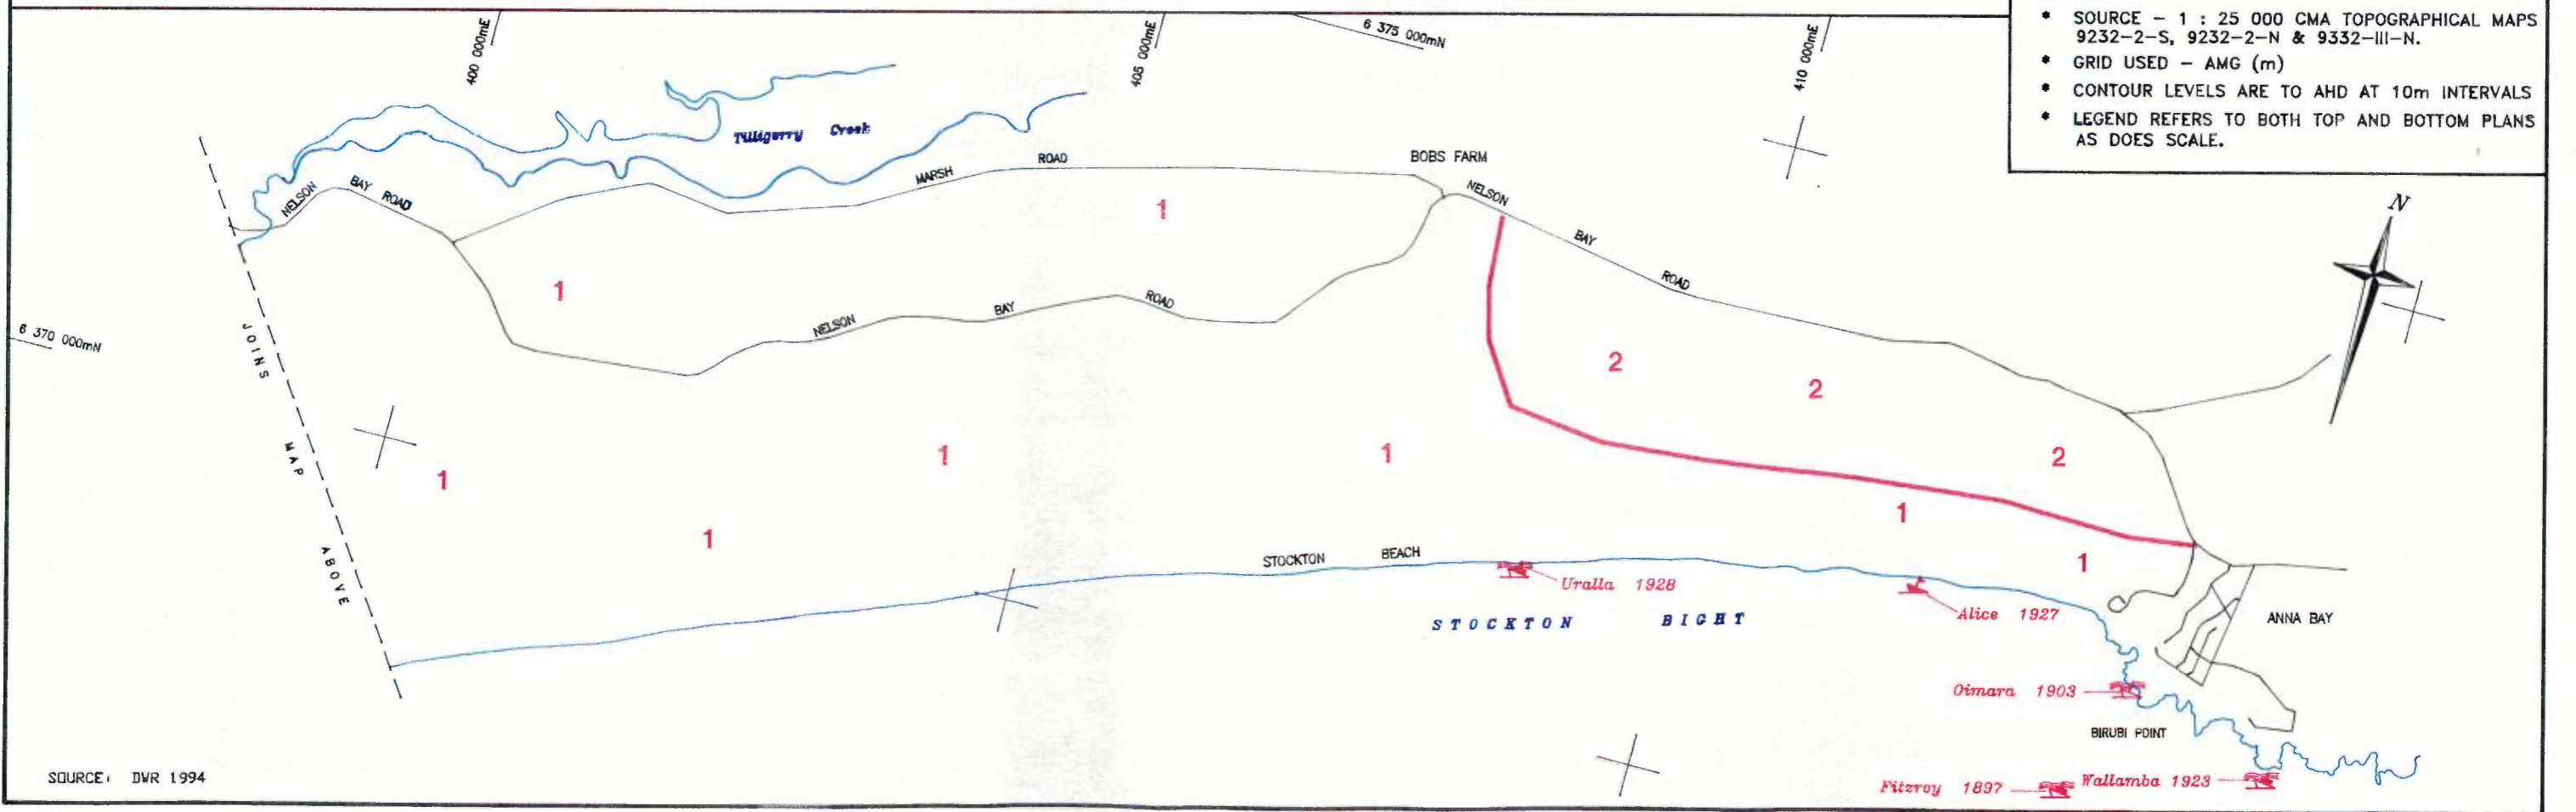 * SOURCE – 1 : 25 000 CMA TOPOGRAPHICAL MAPS
9232–2–S, 9232–2–N & 9332–III–N.
* GRID USED – AMG (m)
* CONTOUR LEVELS ARE TO AHD AT 10m INTERVALS
* LEGEND REFERS TO BOTH TOP AND BOTTOM PLANS
AS DOES SCALE.
400 000mE
405 000mE
6 375 000mN
410 000mE
Tilligerry Creek
NELSON BAY ROAD
MARSH ROAD
BOBS FARM
NELSON BAY ROAD
N
1
1
6 370 000mN
NELSON BAY ROAD
JOINS MAP ABOVE
2
2
2
1
1
1
1
1
1
STOCKTON BEACH
Uralla 1928
Alice 1927
STOCKTON BIGHT
ANNA BAY
Oimara 1903
BIRUBI POINT
SOURCE: DWR 1994
Fitzroy 1897
Wallamba 1923